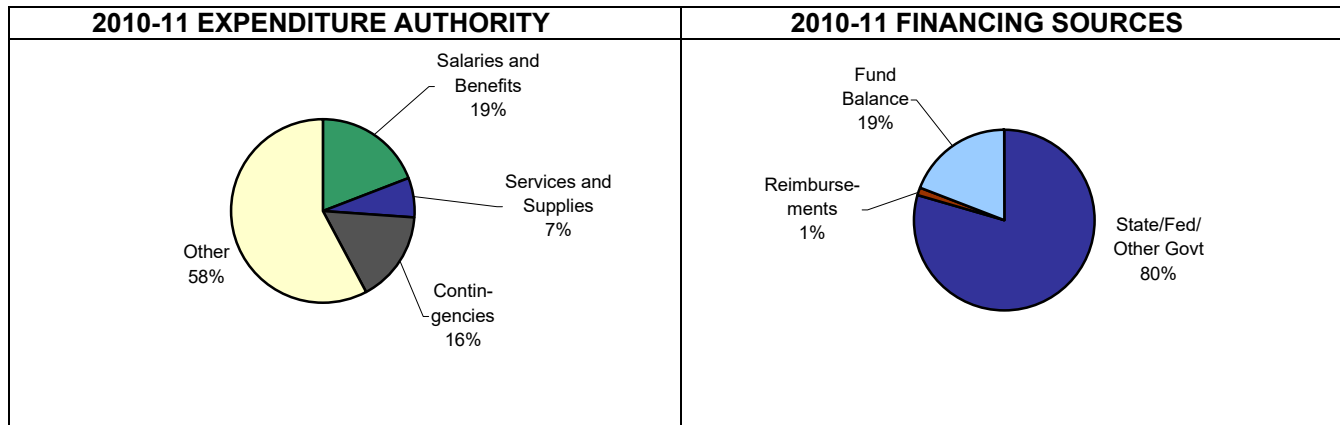 2010-11 EXPENDITURE AUTHORITY
Salaries and
Benefits
19%
Services and
Supplies
7%
Contin-
gencies
16%
Other
58%
2010-11 FINANCING SOURCES
Fund
Balance
19%
Reimburse-
ments
1%
State/Fed/
Other Govt
80%